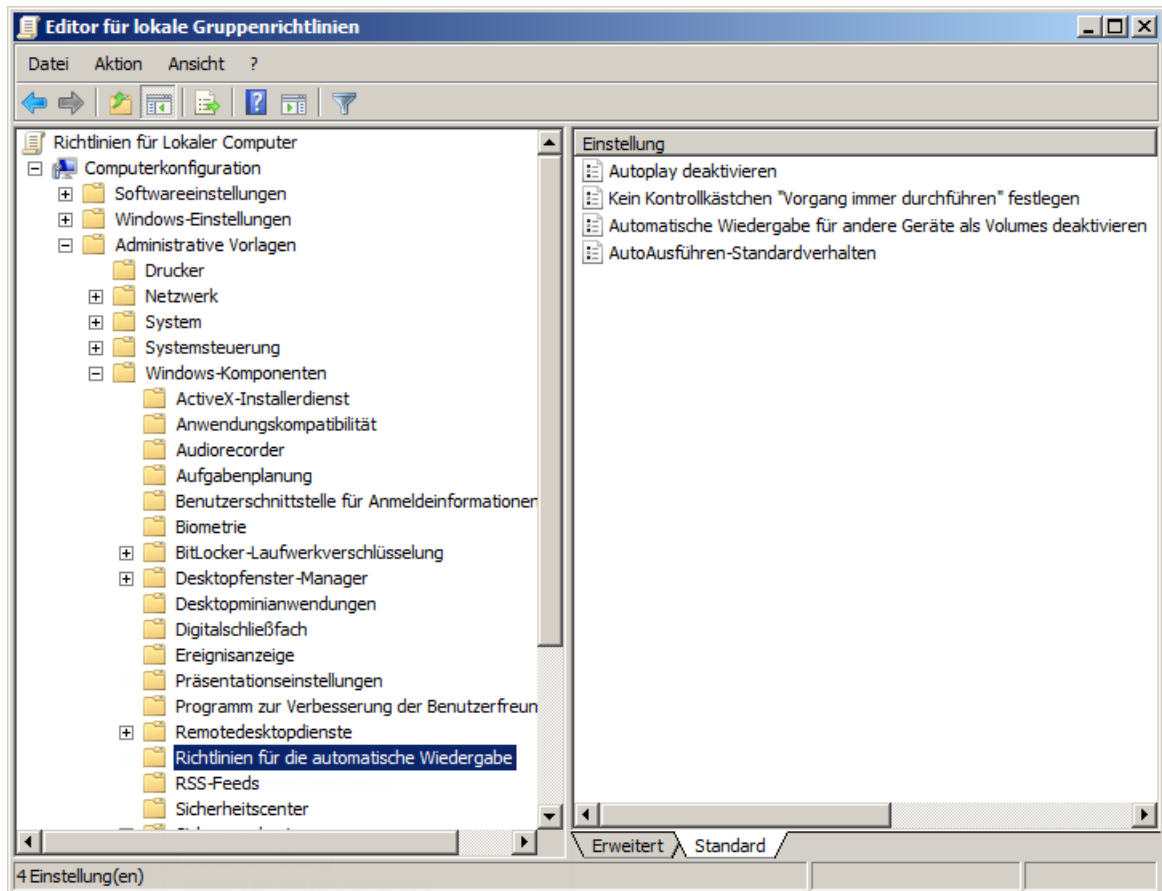 Editor für lokale Gruppenrichtlinien
Datei Aktion Ansicht ?
Richtlinien für Lokaler Computer
Computerkonfiguration
Softwareeinstellungen
Windows-Einstellungen
Administrative Vorlagen
Drucker
Netzwerk
System
Systemsteuerung
Windows-Komponenten
ActiveX-Installerdienst
Anwendungskompatibilität
Audiorecorder
Aufgabenplanung
Benutzerschnittstelle für Anmeldeinformationen
Biometrie
BitLocker-Laufwerkverschlüsselung
Desktopfenster-Manager
Desktopminianwendungen
Digitalschließfach
Ereignisanzeige
Präsentationseinstellungen
Programm zur Verbesserung der Benutzerfreun
Remotedesktopdienste
Richtlinien für die automatische Wiedergabe
RSS-Feeds
Sicherheitscenter
Einstellung
Autoplay deaktivieren
Kein Kontrollkästchen "Vorgang immer durchführen" festlegen
Automatische Wiedergabe für andere Geräte als Volumes deaktivieren
AutoAusführen-Standardverhalten
Erweitert Standard
4 Einstellung(en)